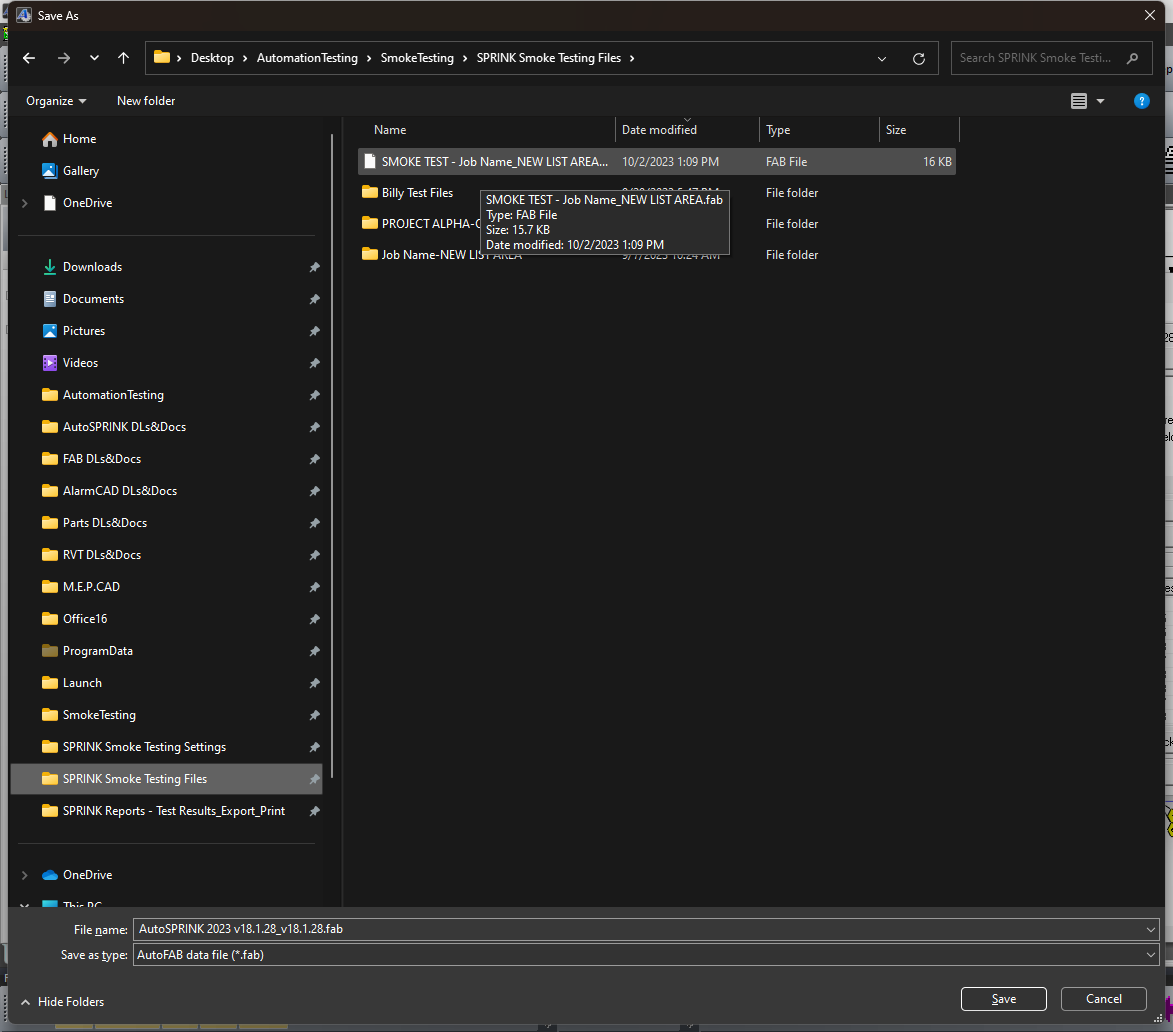 Save As
Desktop > AutomationTesting > SmokeTesting > SPRINK Smoke Testing Files >
Search SPRINK Smoke Testi...
Organize
New folder
Home
Gallery
OneDrive
Downloads
Documents
Pictures
Videos
AutomationTesting
AutoSPRINK DLs&Docs
FAB DLs&Docs
AlarmCAD DLs&Docs
Parts DLs&Docs
RVT DLs&Docs
M.E.P.CAD
Office16
ProgramData
Launch
SmokeTesting
SPRINK Smoke Testing Settings
SPRINK Smoke Testing Files
SPRINK Reports - Test Results_Export_Print
OneDrive
This PC
Name Date modified Type Size
SMOKE TEST - Job Name_NEW LIST AREA... 10/2/2023 1:09 PM FAB File 16 KB
Billy Test Files File folder
PROJECT ALPHA- File folder
Job Name-NEW LIST AREA 9/7/2023 10:24 AM File folder
SMOKE TEST - Job Name_NEW LIST AREA.fab
Type: FAB File
Size: 15.7 KB
Date modified: 10/2/2023 1:09 PM
File name: AutoSPRINK 2023 v18.1.28_v18.1.28.fab
Save as type: AutoFAB data file (*.fab)
Hide Folders
Save
Cancel